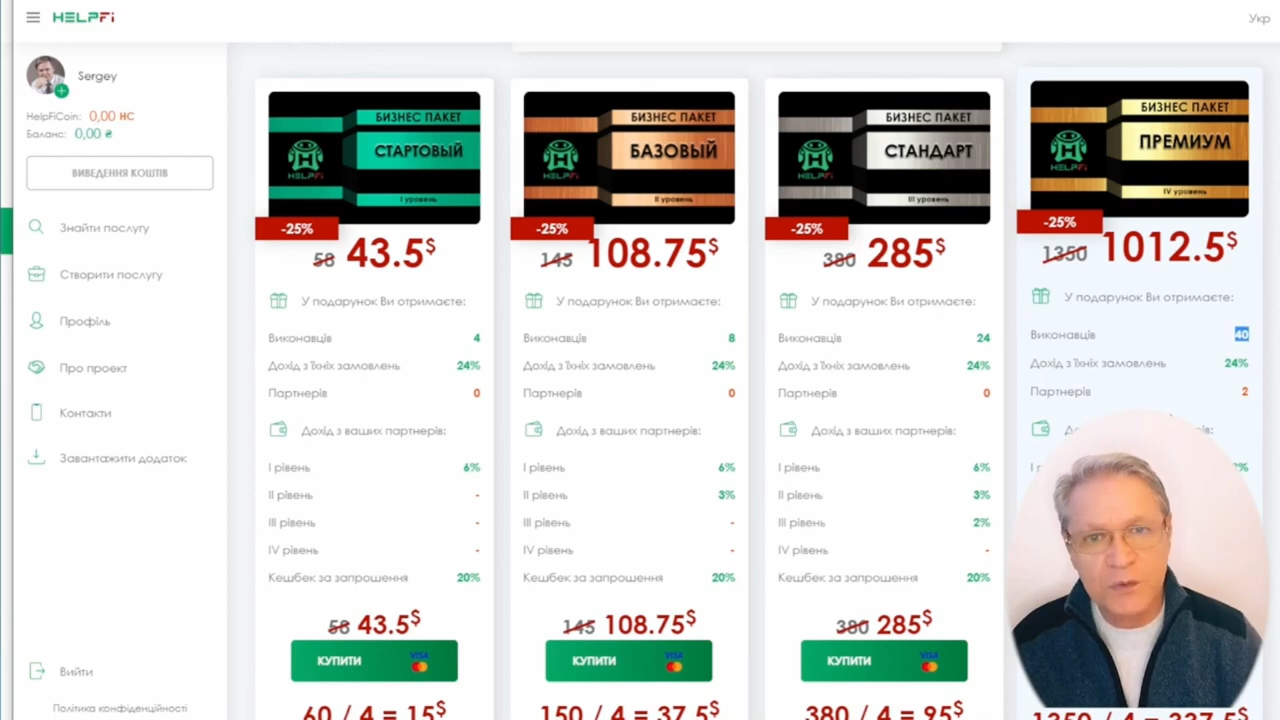 HELPFi
Укр
Sergey
HelpFiCoin: 0,00 HC
Баланс: 0,00 ₴
ВИВЕДЕННЯ КОШТІВ
Знайти послугу
Створити послугу
Профіль
Про проект
Контакти
Завантажити додаток
Вийти
Політика конфіденційності
БИЗНЕС ПАКЕТ
СТАРТОВЫЙ
HELPFi
I уровень
-25%
58 43.5$
У подарунок Ви отримаєте:
Виконавців 4
Дохід з їхніх замовлень 24%
Партнерів 0
Дохід з ваших партнерів:
I рівень 6%
II рівень -
III рівень -
IV рівень -
Кешбек за запрошення 20%
58 43.5$
КУПИТИ VISA
60 / 4 = 15$
БИЗНЕС ПАКЕТ
БАЗОВЫЙ
HELPFi
II уровень
-25%
145 108.75$
У подарунок Ви отримаєте:
Виконавців 8
Дохід з їхніх замовлень 24%
Партнерів 0
Дохід з ваших партнерів:
I рівень 6%
II рівень 3%
III рівень -
IV рівень -
Кешбек за запрошення 20%
145 108.75$
КУПИТИ VISA
150 / 4 = 37.5$
БИЗНЕС ПАКЕТ
СТАНДАРТ
HELPFi
III уровень
-25%
380 285$
У подарунок Ви отримаєте:
Виконавців 24
Дохід з їхніх замовлень 24%
Партнерів 0
Дохід з ваших партнерів:
I рівень 6%
II рівень 3%
III рівень 2%
IV рівень -
Кешбек за запрошення 20%
380 285$
КУПИТИ VISA
380 / 4 = 95$
БИЗНЕС ПАКЕТ
ПРЕМИУМ
HELPFi
IV уровень
-25%
1350 1012.5$
У подарунок Ви отримаєте:
Виконавців 40
Дохід з їхніх замовлень 24%
Партнерів 2